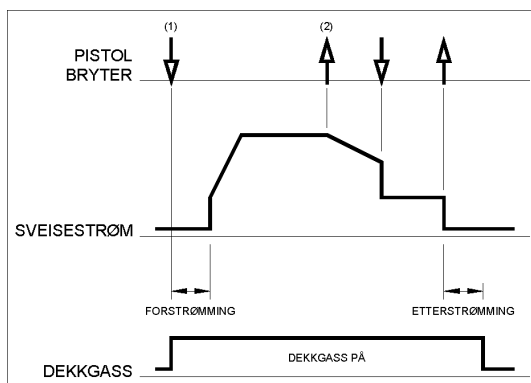 (1)
(2)
PISTOL
BRYTER
SVEISESTRØM
FORSTRØMMING
ETTERSTRØMMING
DEKKGASS PÅ
DEKKGASS